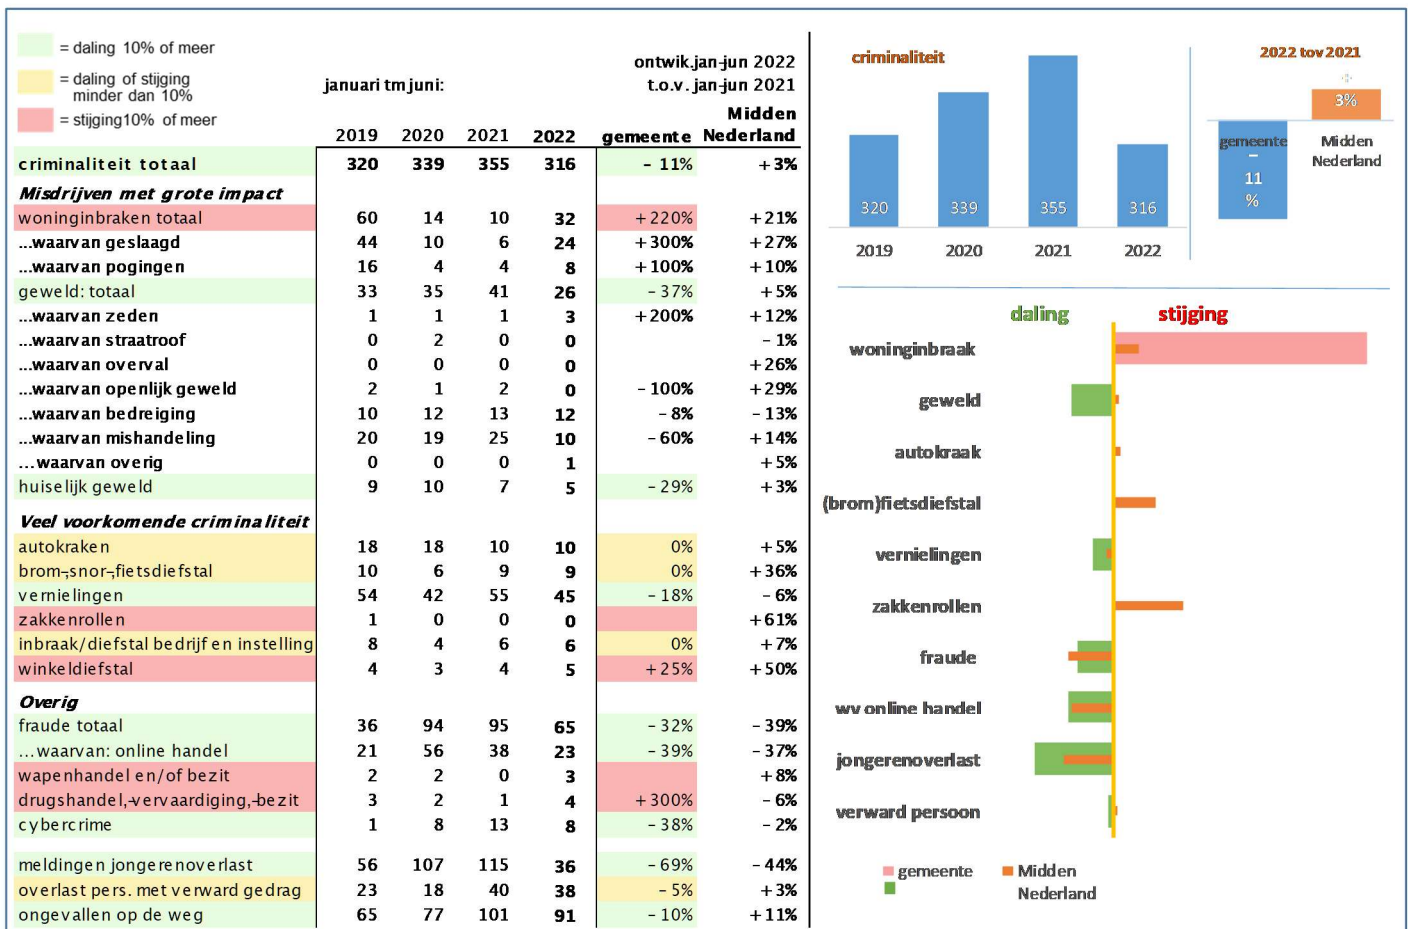 = daling 10% of meer
= daling of stijging
minder dan 10%
= stijging10% of meer
januari tm juni:
ontwik.jan-jun 2022
t.o.v. jan-jun 2021
2019 2020 2021 2022 gemeente Midden Nederland
criminaliteit totaal 320 339 355 316 – 11% +3%
Misdrijven met grote impact
woninginbraken totaal 60 14 10 32 +220% +21%
...waarvan geslaagd 44 10 6 24 +300% +27%
...waarvan pogingen 16 4 4 8 +100% +10%
geweld: totaal 33 35 41 26 – 37% +5%
...waarvan zeden 1 1 1 3 +200% +12%
...waarvan straatroof 0 2 0 0 – 1%
...waarvan overval 0 0 0 0 +26%
...waarvan openlijk geweld 2 1 2 0 – 100% +29%
...waarvan bedreiging 10 12 13 12 – 8% – 13%
...waarvan mishandeling 20 19 25 10 – 60% +14%
...waarvan overig 0 0 0 1 +5%
huiselijk geweld 9 10 7 5 – 29% +3%
Veel voorkomende criminaliteit
autokraken 18 18 10 10 0% +5%
brom-,snor-,fietsdiefstal 10 6 9 9 0% +36%
vernielingen 54 42 55 45 – 18% – 6%
zakkenrollen 1 0 0 0 +61%
inbraak/diefstal bedrijf en instelling 8 4 6 6 0% +7%
winkeldiefstal 4 3 4 5 +25% +50%
Overig
fraude totaal 36 94 95 65 – 32% – 39%
...waarvan: online handel 21 56 38 23 – 39% – 37%
wapenhandel en/of bezit 2 2 0 3 +8%
drugshandel,-vervaardiging,-bezit 3 2 1 4 +300% – 6%
cybercrime 1 8 13 8 – 38% – 2%
meldingen jongerenoverlast 56 107 115 36 – 69% – 44%
overlast pers. met verward gedrag 23 18 40 38 – 5% +3%
ongevallen op de weg 65 77 101 91 – 10% +11%
criminaliteit
320 339 355 316
2019 2020 2021 2022
2022 tov 2021
+
3%
gemeente
–
11
%
Midden
Nederland
daling stijging
woninginbraak
geweld
autokraak
(brom)fietsdiefstal
vernielingen
zakkenrollen
fraude
wv online handel
jongerenoverlast
verward persoon
gemeente
Midden
Nederland